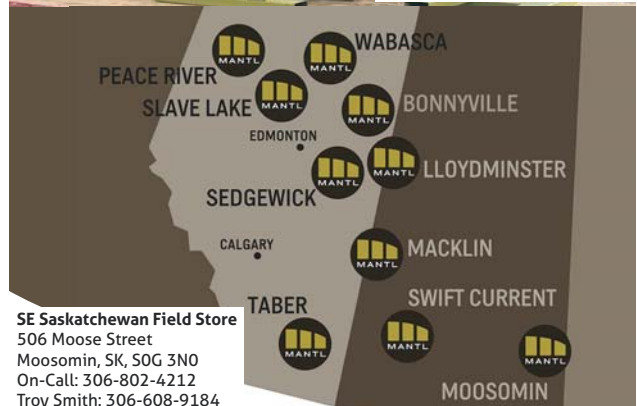 WABASCA
MANTL
MANTL
PEACE RIVER
SLAVE LAKE
MANTL
MANTL
BONNYVILLE
EDMONTON
MANTL
LLOYDMINSTER
MANTL
SEDGEWICK
CALGARY
MANTL
MACKLIN
TABER
SWIFT CURRENT
MANTL
MANTL
MANTL
MOOSOMIN
SE Saskatchewan Field Store
506 Moose Street
Moosomin, SK, S0G 3N0
On-Call: 306-802-4212
Troy Smith: 306-608-9184